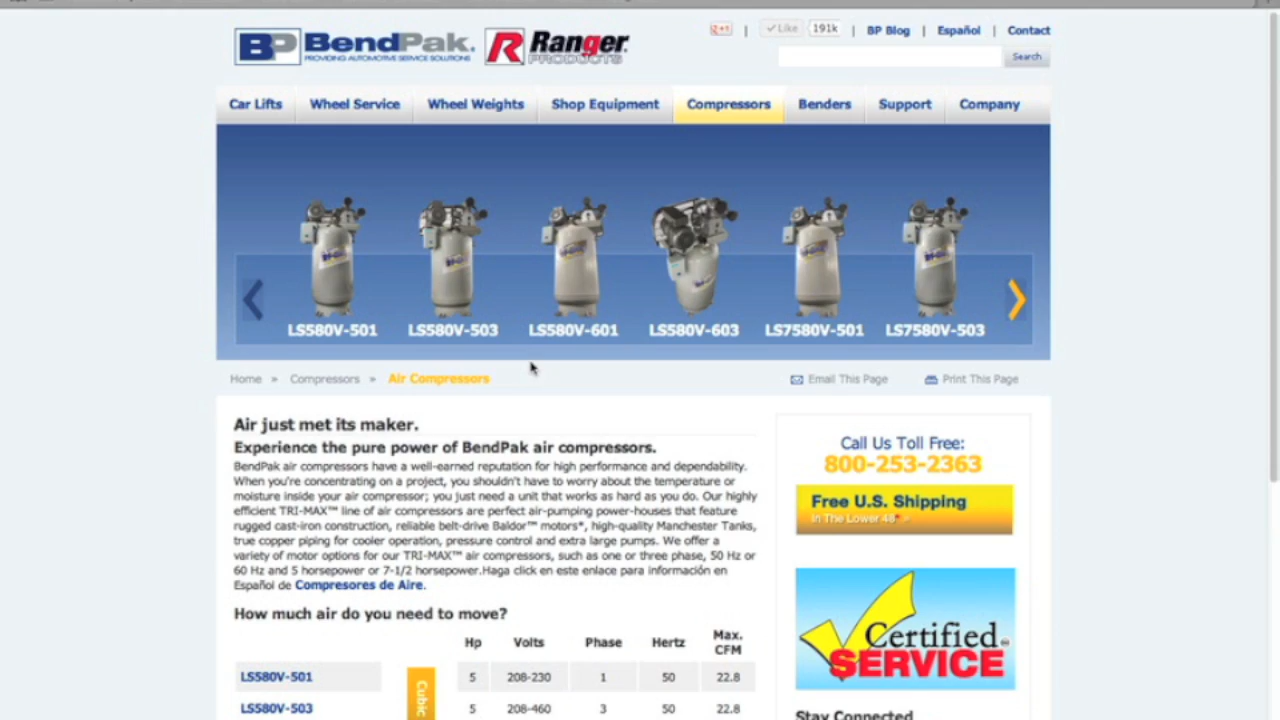 BP BendPak. PROVIDING AUTOMOTIVE SERVICE SOLUTIONS
R Ranger PRODUCTS
g+1 | Like 191k | BP Blog | Español | Contact
Search
Car Lifts Wheel Service Wheel Weights Shop Equipment Compressors Benders Support Company
LS580V-501 LS580V-503 LS580V-601 LS580V-603 LS7580V-501 LS7580V-503
Home » Compressors » Air Compressors
Email This Page Print This Page
Air just met its maker.
Experience the pure power of BendPak air compressors.
BendPak air compressors have a well-earned reputation for high performance and dependability.
When you're concentrating on a project, you shouldn't have to worry about the temperature or
moisture inside your air compressor; you just need a unit that works as hard as you do. Our highly
efficient TRI-MAX™ line of air compressors are perfect air-pumping power-houses that feature
rugged cast-iron construction, reliable belt-drive Baldor™ motors*, high-quality Manchester Tanks,
true copper piping for cooler operation, pressure control and extra large pumps. We offer a
variety of motor options for our TRI-MAX™ air compressors, such as one or three phase, 50 Hz or
60 Hz and 5 horsepower or 7-1/2 horsepower.Haga click en este enlace para información en
Español de Compresores de Aire.
How much air do you need to move?
Hp Volts Phase Hertz Max. CFM
LS580V-501 5 208-230 1 50 22.8
LS580V-503 5 208-460 3 50 22.8
Cubic
Call Us Toll Free:
800-253-2363
Free U.S. Shipping
In The Lower 48* »
Certified
SERVICE
Stay Connected